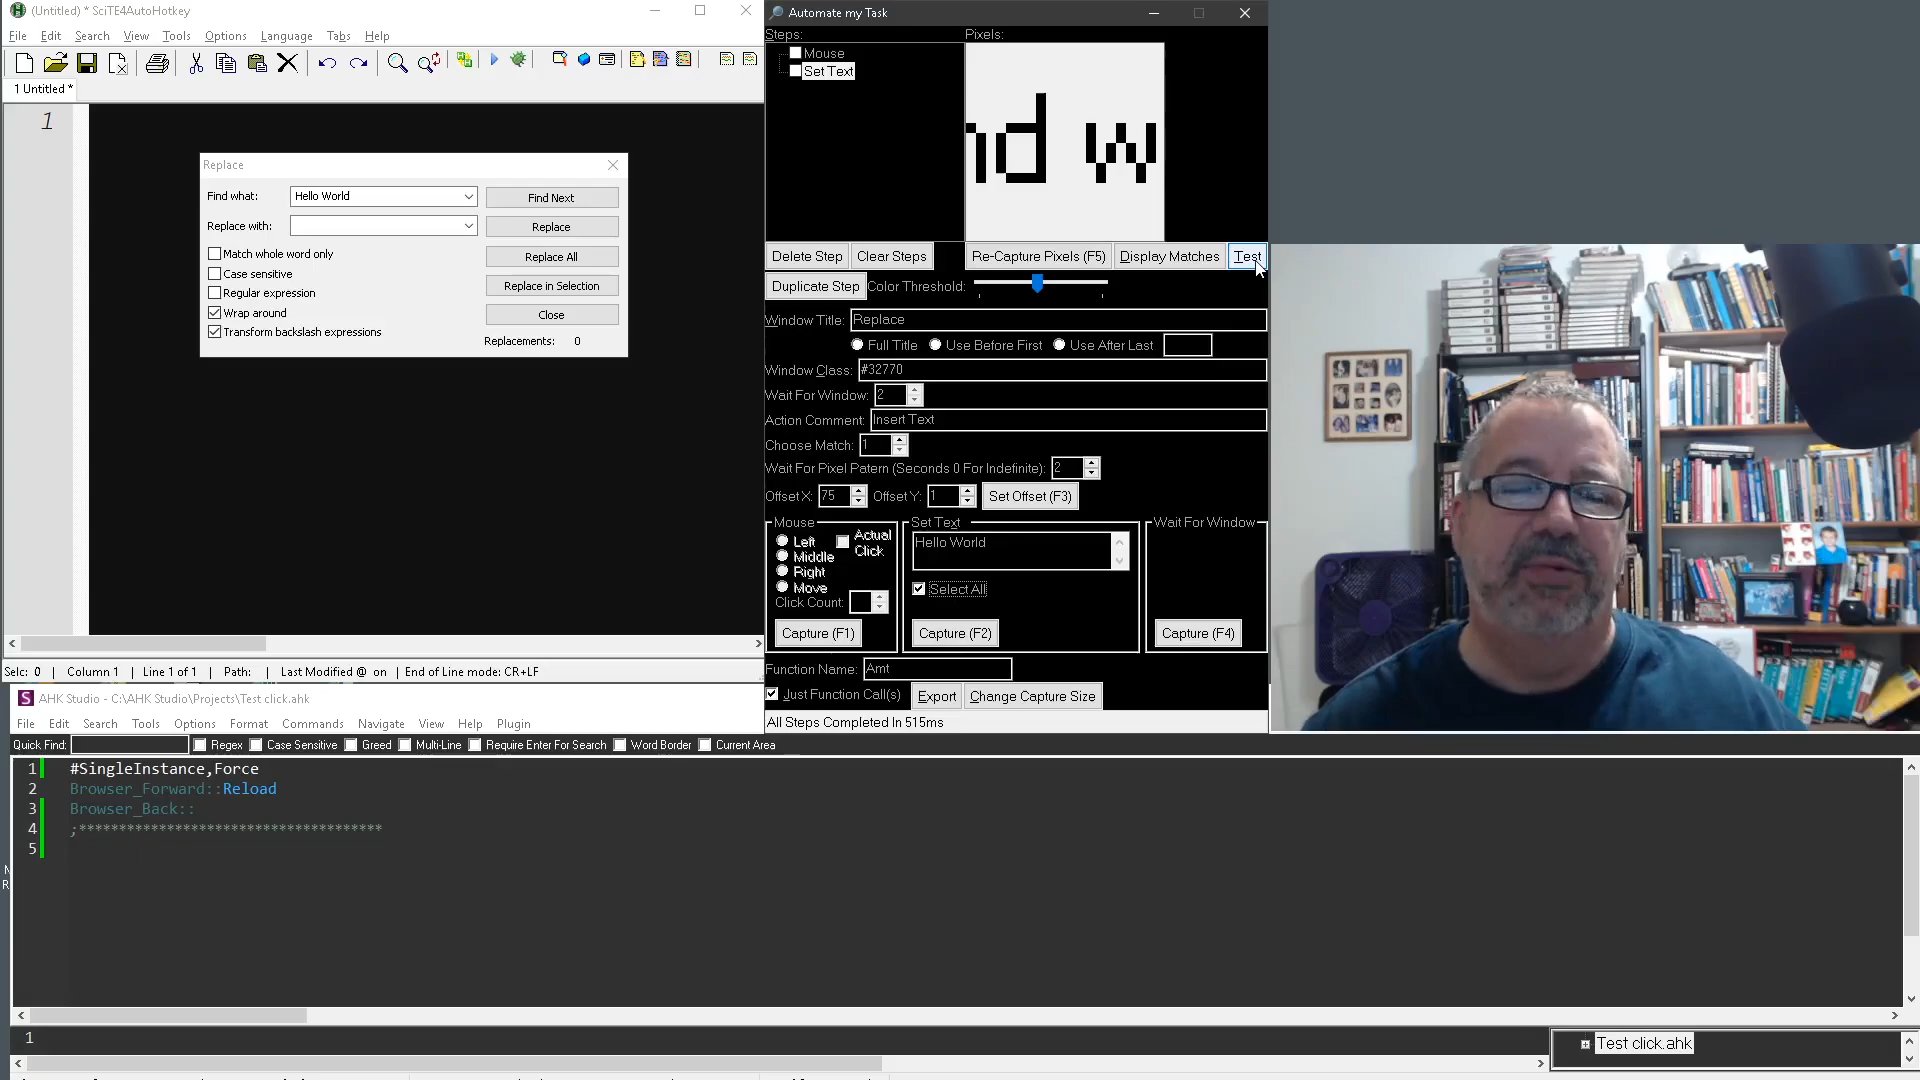 (Untitled) * SciTE4AutoHotkey
File Edit Search View Tools Options Language Tabs Help
1 Untitled *
1
Replace
Find what: Hello World Find Next
Replace with: Replace
Match whole word only Replace All
Case sensitive
Regular expression Replace in Selection
Wrap around Close
Transform backslash expressions
Replacements: 0
Selc: 0 | Column 1 | Line 1 of 1 | Path: | Last Modified @ on | End of Line mode: CR+LF
Automate my Task
Steps: Pixels:
Mouse
Set Text
d w
Delete Step Clear Steps Re-Capture Pixels (F5) Display Matches Test
Duplicate Step Color Threshold:
Window Title: Replace
Full Title Use Before First Use After Last
Window Class: #32770
Wait For Window: 2
Action Comment: Insert Text
Choose Match: 1
Wait For Pixel Patern (Seconds 0 For Indefinite): 2
Offset X: 75 Offset Y: 1 Set Offset (F3)
Mouse Set Text Wait For Window
Left Actual Click Hello World
Middle
Right
Move Select All
Click Count:
Capture (F1) Capture (F2) Capture (F4)
Function Name: Amt
Just Function Call(s) Export Change Capture Size
All Steps Completed In 515ms
S AHK Studio - C:\AHK Studio\Projects\Test click.ahk
File Edit Search Tools Options Format Commands Navigate View Help Plugin
Quick Find: Regex Case Sensitive Greed Multi-Line Require Enter For Search Word Border Current Area
1 #SingleInstance,Force
2 Browser_Forward::Reload
3 Browser_Back::
4 ;**************************************
5
1
Test click.ahk